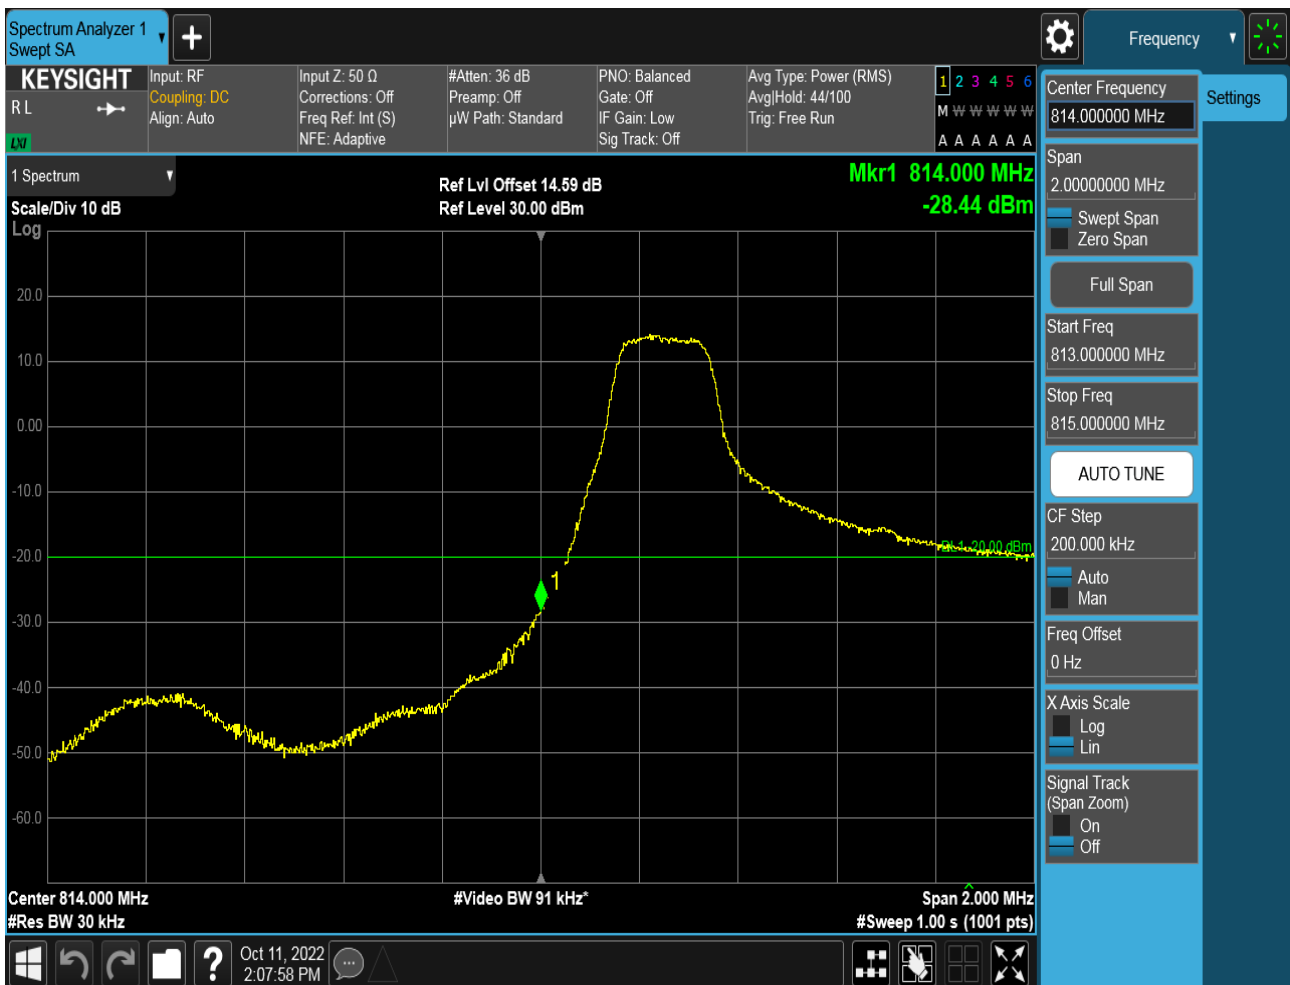 Spectrum Analyzer 1
Swept SA
Frequency
KEYSIGHT
R L
LXI
Input: RF
Coupling: DC
Align: Auto
Input Z: 50 Ω
Corrections: Off
Freq Ref: Int (S)
NFE: Adaptive
#Atten: 36 dB
Preamp: Off
µW Path: Standard
PNO: Balanced
Gate: Off
IF Gain: Low
Sig Track: Off
Avg Type: Power (RMS)
Avg|Hold: 44/100
Trig: Free Run
1 2 3 4 5 6
M W W W W W
A A A A A A
1 Spectrum
Scale/Div 10 dB
Log
Ref Lvl Offset 14.59 dB
Ref Level 30.00 dBm
Mkr1 814.000 MHz
-28.44 dBm
20.0
10.0
0.00
-10.0
-20.0
-30.0
-40.0
-50.0
-60.0
DL1 -20.00 dBm
1
Center 814.000 MHz
#Res BW 30 kHz
#Video BW 91 kHz*
Span 2.000 MHz
#Sweep 1.00 s (1001 pts)
Oct 11, 2022
2:07:58 PM
Settings
Center Frequency
814.000000 MHz
Span
2.00000000 MHz
Swept Span
Zero Span
Full Span
Start Freq
813.000000 MHz
Stop Freq
815.000000 MHz
AUTO TUNE
CF Step
200.000 kHz
Auto
Man
Freq Offset
0 Hz
X Axis Scale
Log
Lin
Signal Track
(Span Zoom)
On
Off